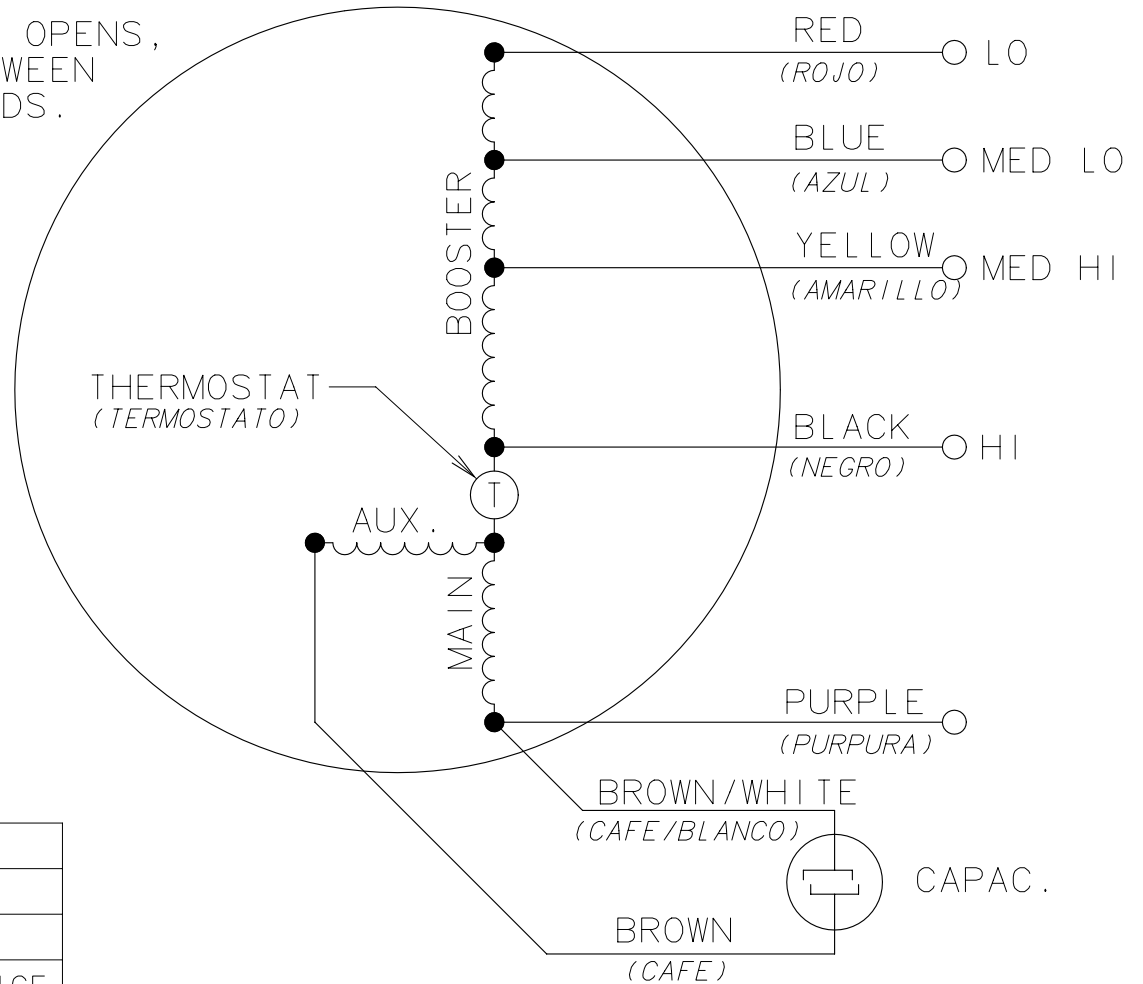 OPENS,
WEEN
DS.
RED
(ROJO)
LO
BLUE
(AZUL)
MED LO
BOOSTER
YELLOW
(AMARILLO)
MED HI
THERMOSTAT
(TERMOSTATO)
BLACK
(NEGRO)
HI
T
AUX.
MAIN
PURPLE
(PURPURA)
BROWN/WHITE
(CAFE/BLANCO)
CAPAC.
BROWN
(CAFE)